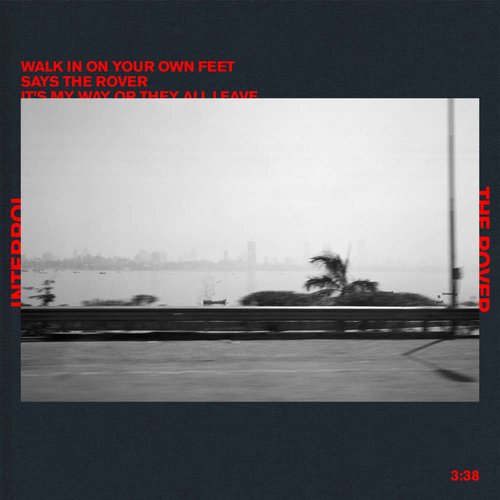 WALK IN ON YOUR OWN FEET
SAYS THE ROVER
IT'S MY WAY OR THEY ALL LEAVE
INTERPOL
THE ROVER
3:38